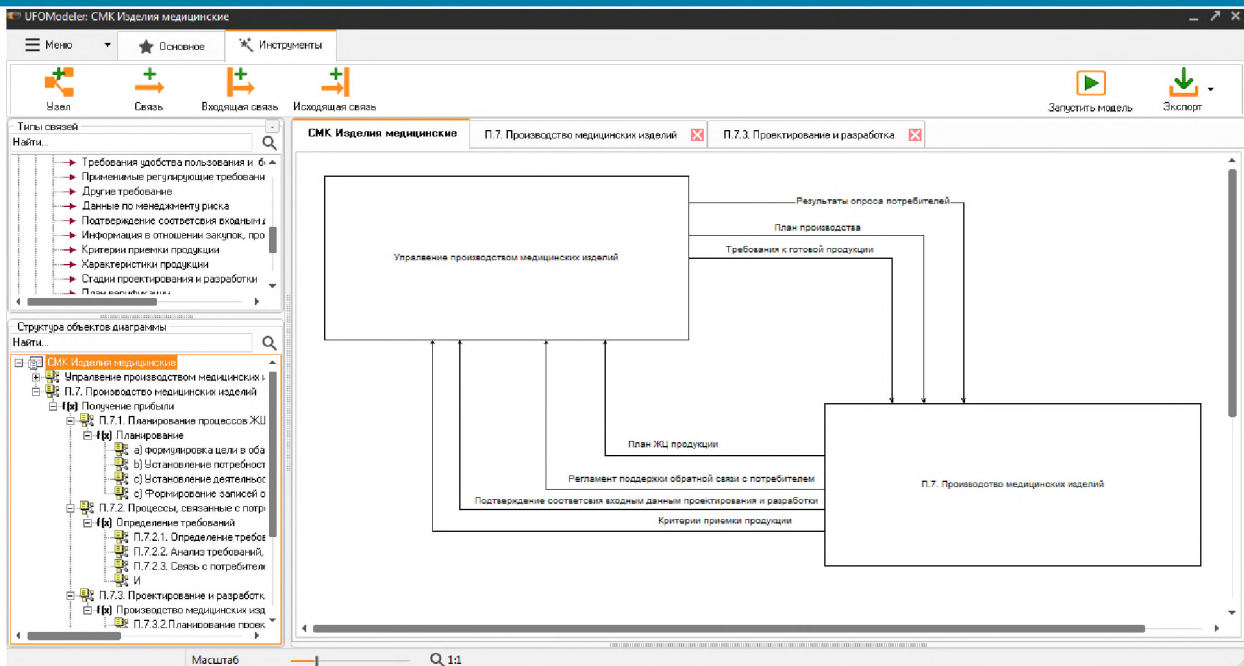 UFOModeler: СМК Изделия медицинские
Меню
Основное
Инструменты
Узел
Связь
Входящая связь
Исходящая связь
Запустить модель
Экспорт
Типы связей
Найти...
Требования удобства пользования и б
Применимые регулирующие требовани
Другие требование
Данные по менеджменту риска
Подтверждение соответсвия входным д
Информация в отношении закупок, про
Критерии приемки продукции
Характеристики продукции
Стадии проектирования и разработки
План верификации
Структура объектов диаграммы
Найти...
СМК Изделия медицинские
Упралвение производством медицинских и
П.7. Производство медицинских изделий
f(x) Получение прибыли
П.7.1. Планирование процессов ЖЦ
f(x) Планирование
a) Формулировка цели в оба
b) Установление потребност
c) Установление деятельнос
c) Формирование записей о
П.7.2. Процессы, связанные с потр
f(x) Определение требований
П.7.2.1. Определение требов
П.7.2.2. Анализ требований,
П.7.2.3. Связь с потребителе
И
П.7.3. Проектирование и разработк
f(x) Производство медицинских изд
П.7.3.2.Планирование проек
СМК Изделия медицинские
П.7. Производство медицинских изделий
П.7.3. Проектирование и разработка
Результаты опроса потребителей
План производства
Требования к готовой продукции
Упралвение производством медицинских изделий
План ЖЦ продукции
Регламент поддержки обратной связи с потребителем
Подтверждение соответсвия входным данным проектирования и разработки
Критерии приемки продукции
П.7. Производство медицинских изделий
Масштаб
1:1